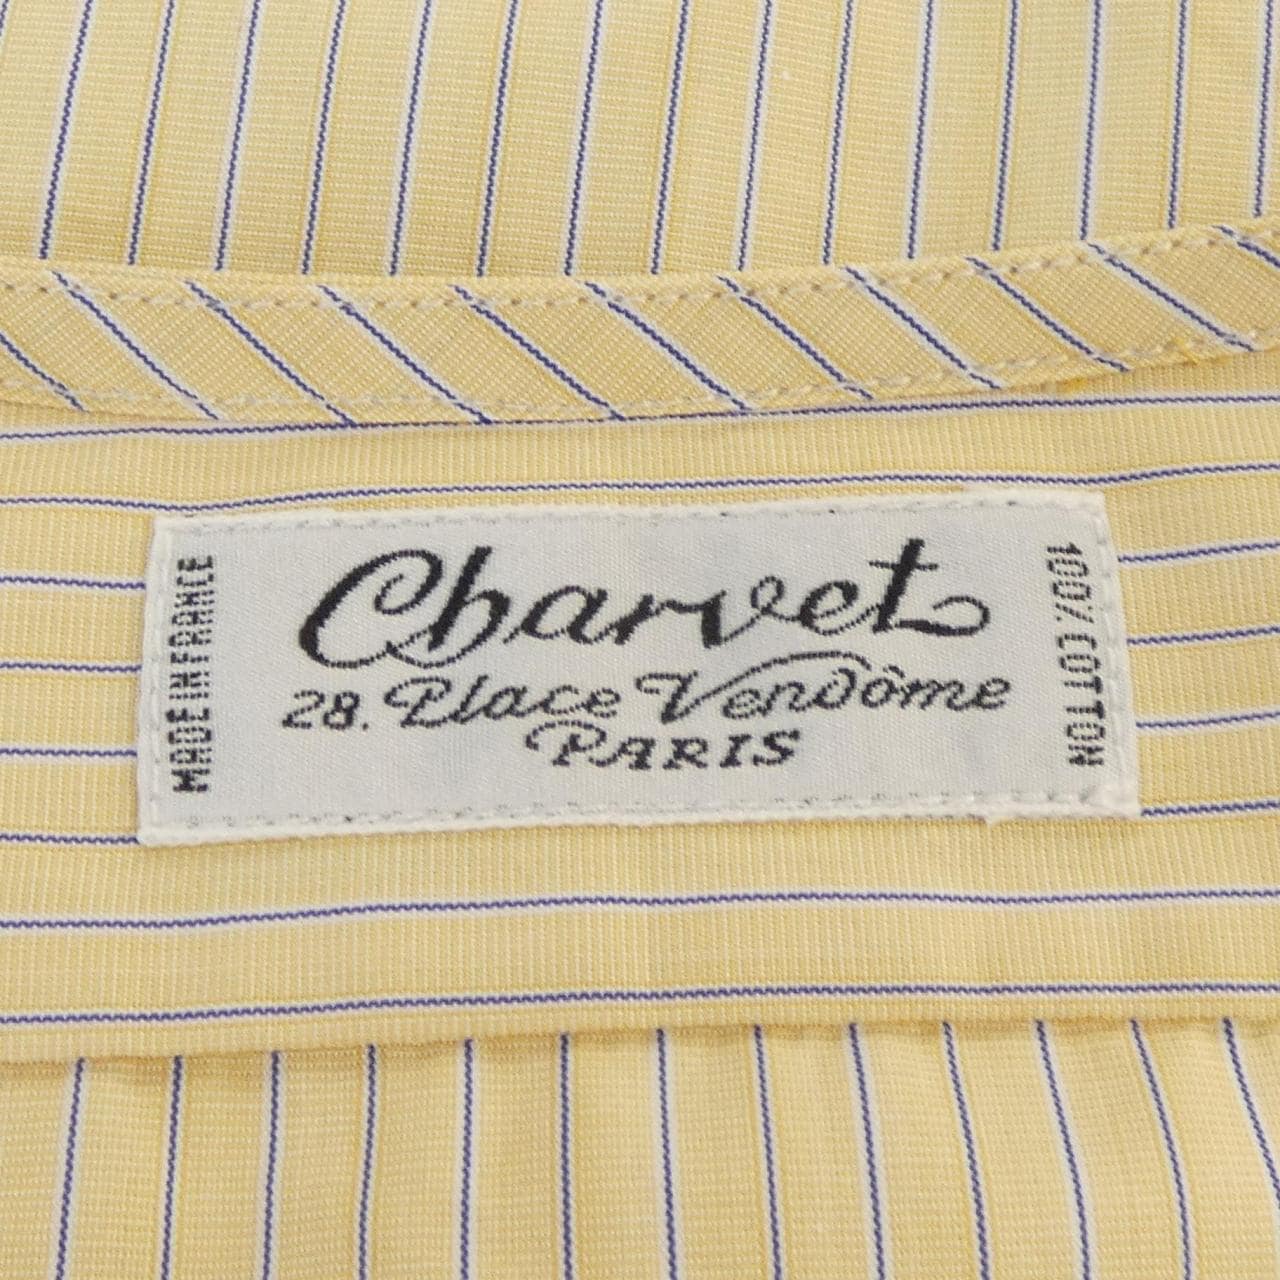 MADE IN FRANCE
Charvet
28. Place Vendôme
PARIS
100% COTTON